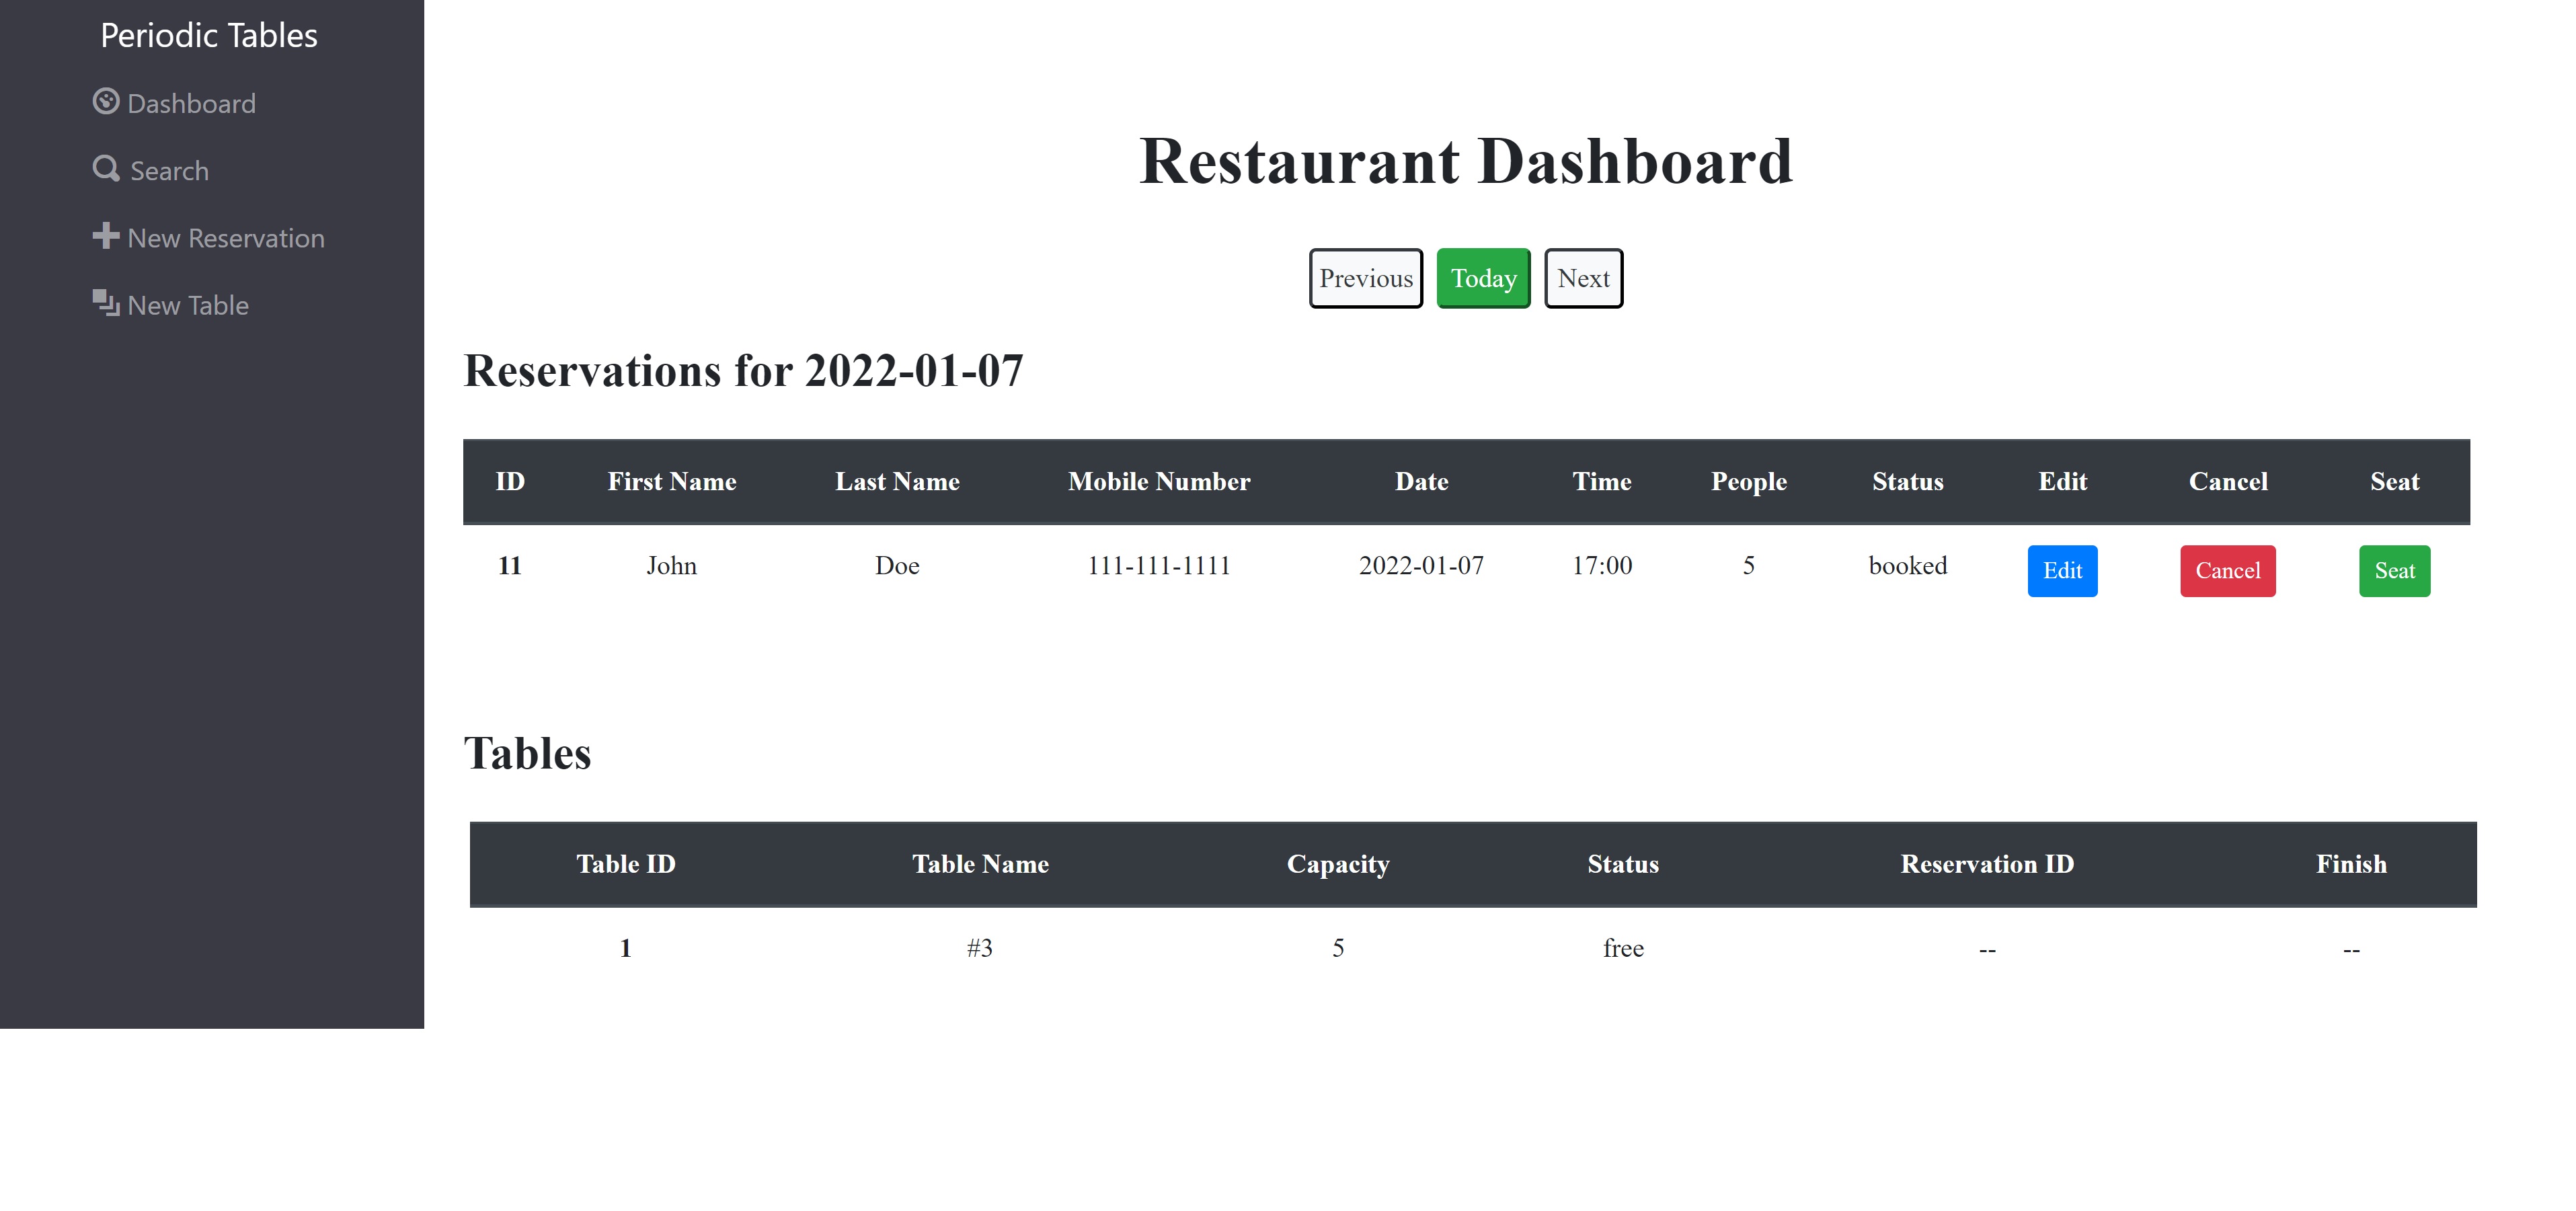 Periodic Tables
Dashboard
Search
New Reservation
New Table
Restaurant Dashboard
Previous Today Next
Reservations for 2022-01-07
ID First Name Last Name Mobile Number Date Time People Status Edit Cancel Seat
11 John Doe 111-111-1111 2022-01-07 17:00 5 booked Edit Cancel Seat
Tables
Table ID Table Name Capacity Status Reservation ID Finish
1 #3 5 free -- --